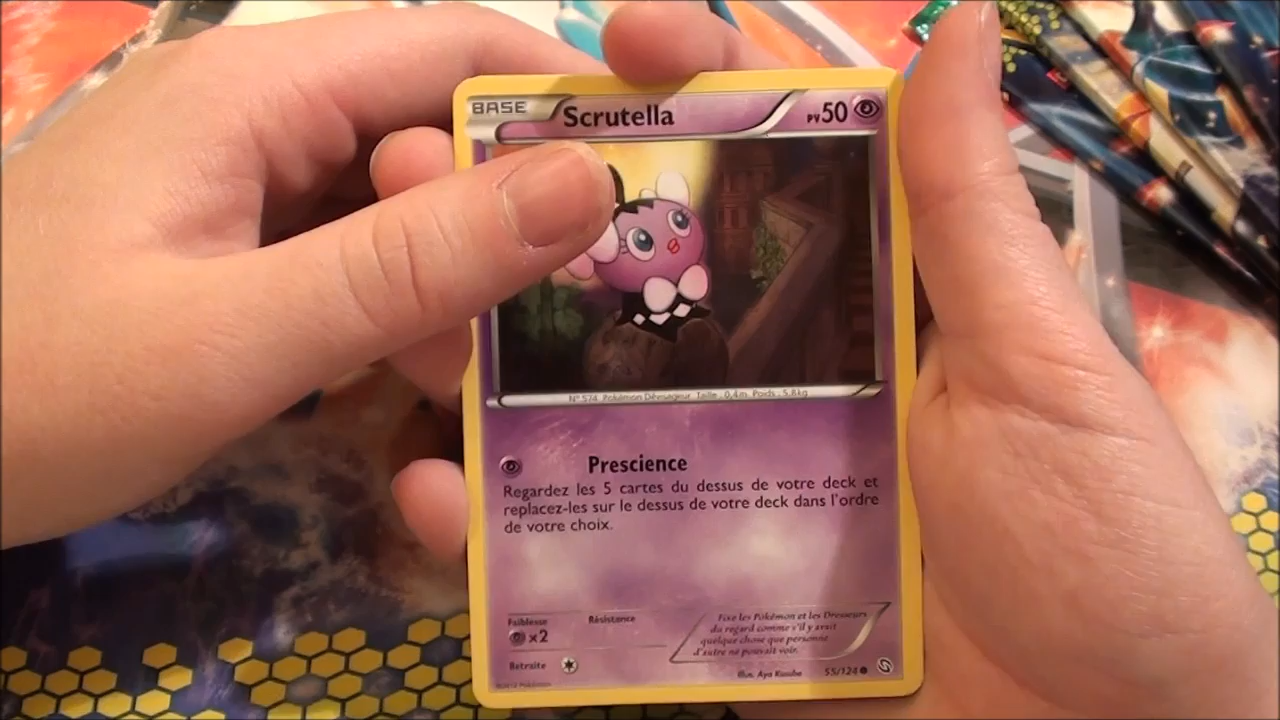 BASE Scrutella PV50
N° 574 Pokémon Dévisageur Taille : 0,4m Poids : 5,8kg
Prescience
Regardez les 5 cartes du dessus de votre deck et
replacez-les sur le dessus de votre deck dans l'ordre
de votre choix.
Faiblesse Résistance
x2
Retraite
Fixe les Pokémon et les Dresseurs
du regard comme s'il y avait
quelque chose que personne
d'autre ne pouvait voir.
Illus. Aya Kusube 55/124
©2012 Pokémon